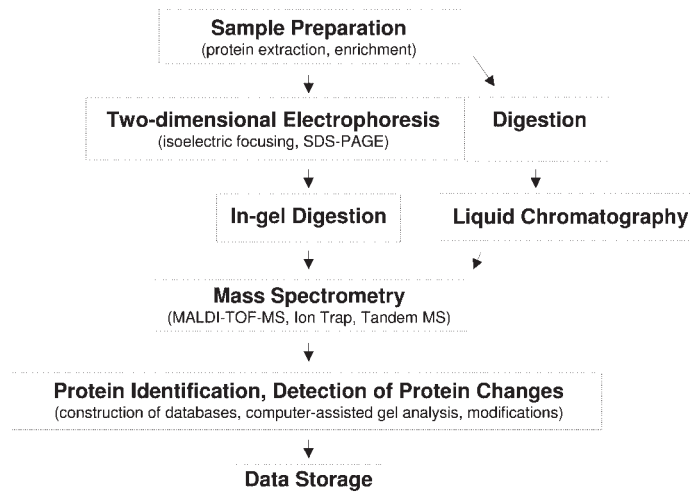 Sample Preparation
(protein extraction, enrichment)
Two-dimensional Electrophoresis
(isoelectric focusing, SDS-PAGE)
Digestion
In-gel Digestion
Liquid Chromatography
Mass Spectrometry
(MALDI-TOF-MS, Ion Trap, Tandem MS)
Protein Identification, Detection of Protein Changes
(construction of databases, computer-assisted gel analysis, modifications)
Data Storage